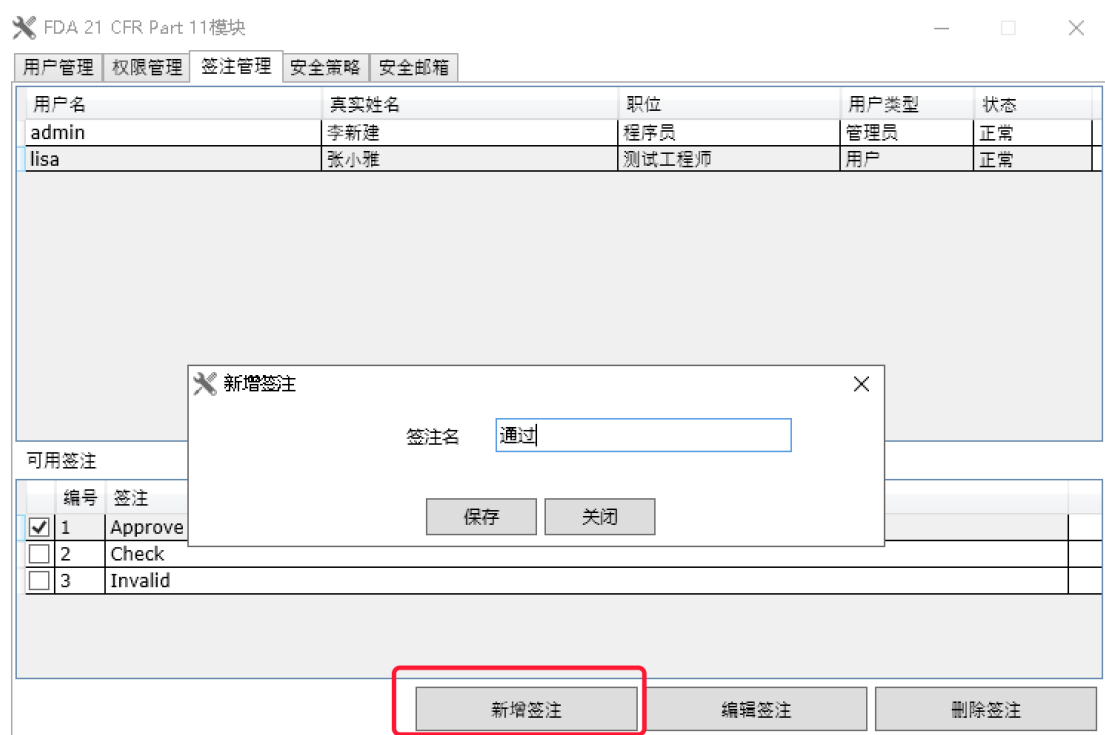 FDA 21 CFR Part 11模块
用户管理 权限管理 签注管理 安全策略 安全邮箱
用户名 真实姓名 职位 用户类型 状态
admin 李新建 程序员 管理员 正常
lisa 张小雅 测试工程师 用户 正常
新增签注
签注名 通过
保存 关闭
可用签注
编号 签注
1 Approve
2 Check
3 Invalid
新增签注 编辑签注 删除签注